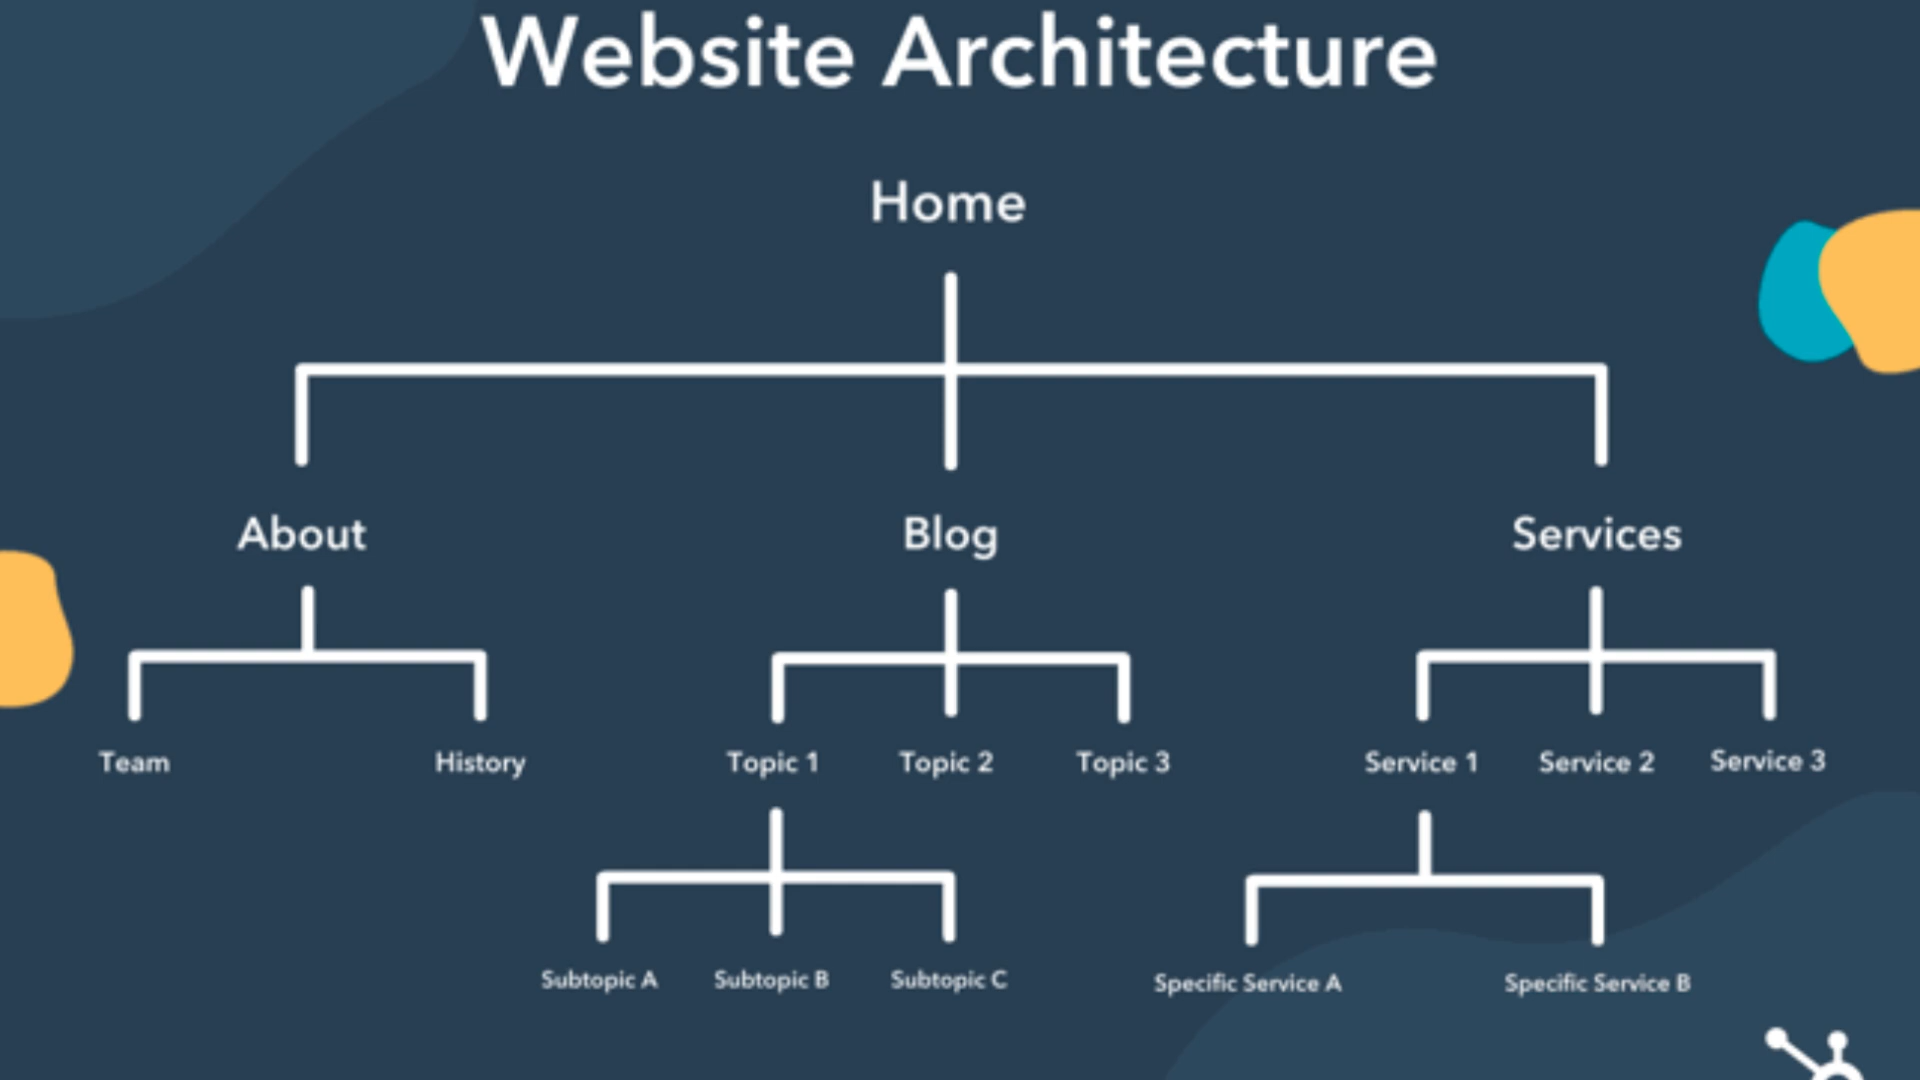 Website Architecture
Home
About
Blog
Services
Team
History
Topic 1
Topic 2
Topic 3
Service 1
Service 2
Service 3
Subtopic A
Subtopic B
Subtopic C
Specific Service A
Specific Service B